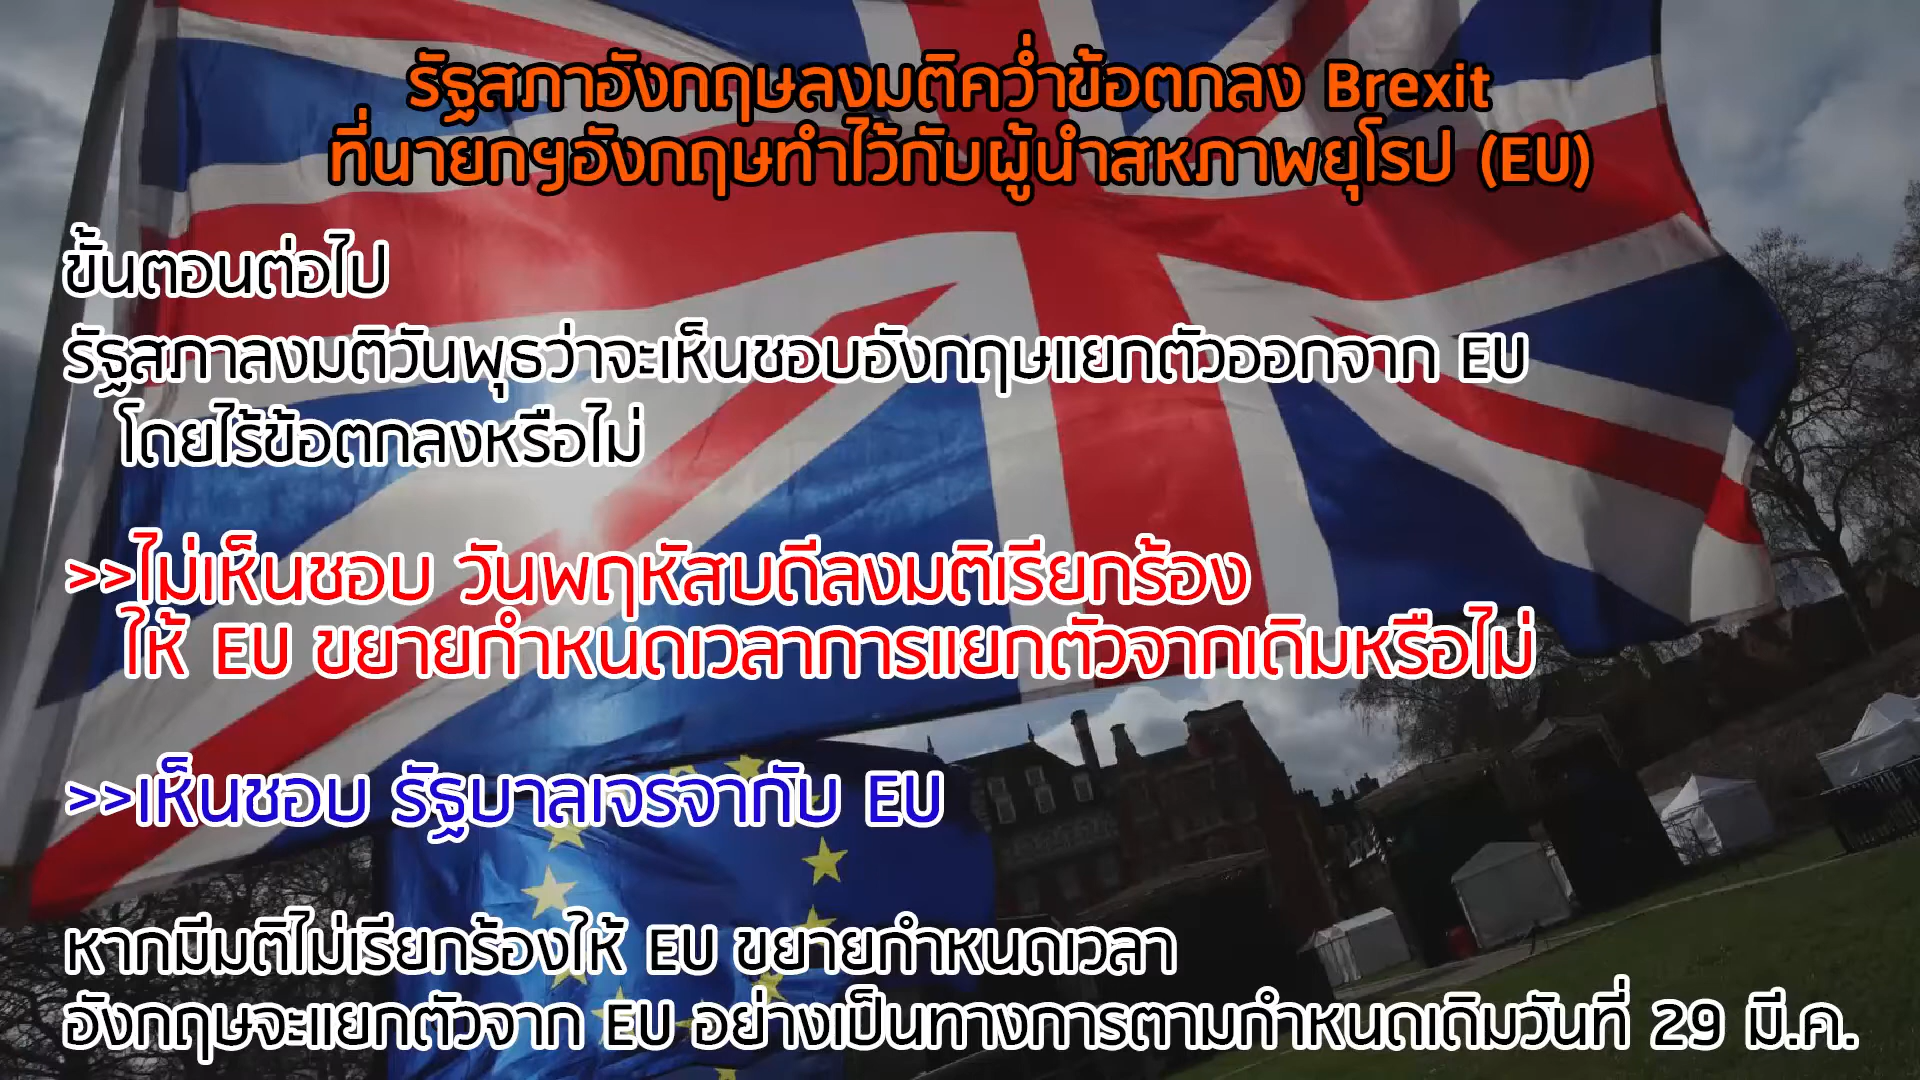 รัฐสภาอังกฤษลงมติคว่ำข้อตกลง Brexit
ที่นายกฯอังกฤษทำไว้กับผู้นำสหภาพยุโรป (EU)
ขั้นตอนต่อไป
รัฐสภาลงมติวันพุธว่าจะเห็นชอบอังกฤษแยกตัวออกจาก EU
โดยไร้ข้อตกลงหรือไม่
>>ไม่เห็นชอบ วันพฤหัสบดีลงมติเรียกร้อง
ให้ EU ขยายกำหนดเวลาการแยกตัวจากเดิมหรือไม่
>>เห็นชอบ รัฐบาลเจรจากับ EU
หากมีมติไม่เรียกร้องให้ EU ขยายกำหนดเวลา
อังกฤษจะแยกตัวจาก EU อย่างเป็นทางการตามกำหนดเดิมวันที่ 29 มี.ค.